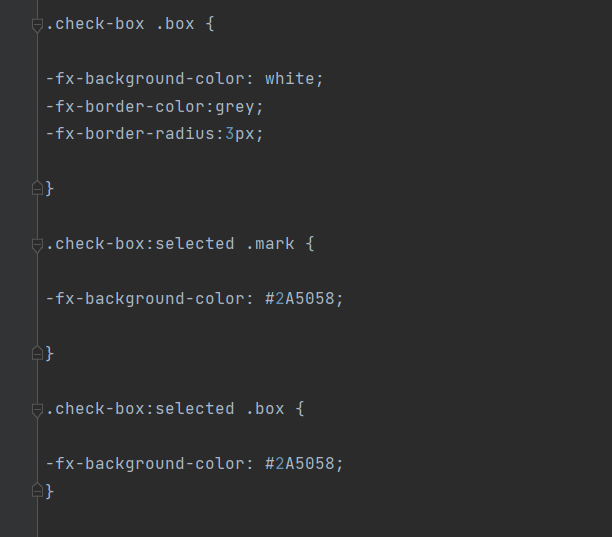 .check-box .box {
-fx-background-color: white;
-fx-border-color:grey;
-fx-border-radius:3px;
}
.check-box:selected .mark {
-fx-background-color: #2A5058;
}
.check-box:selected .box {
-fx-background-color: #2A5058;
}